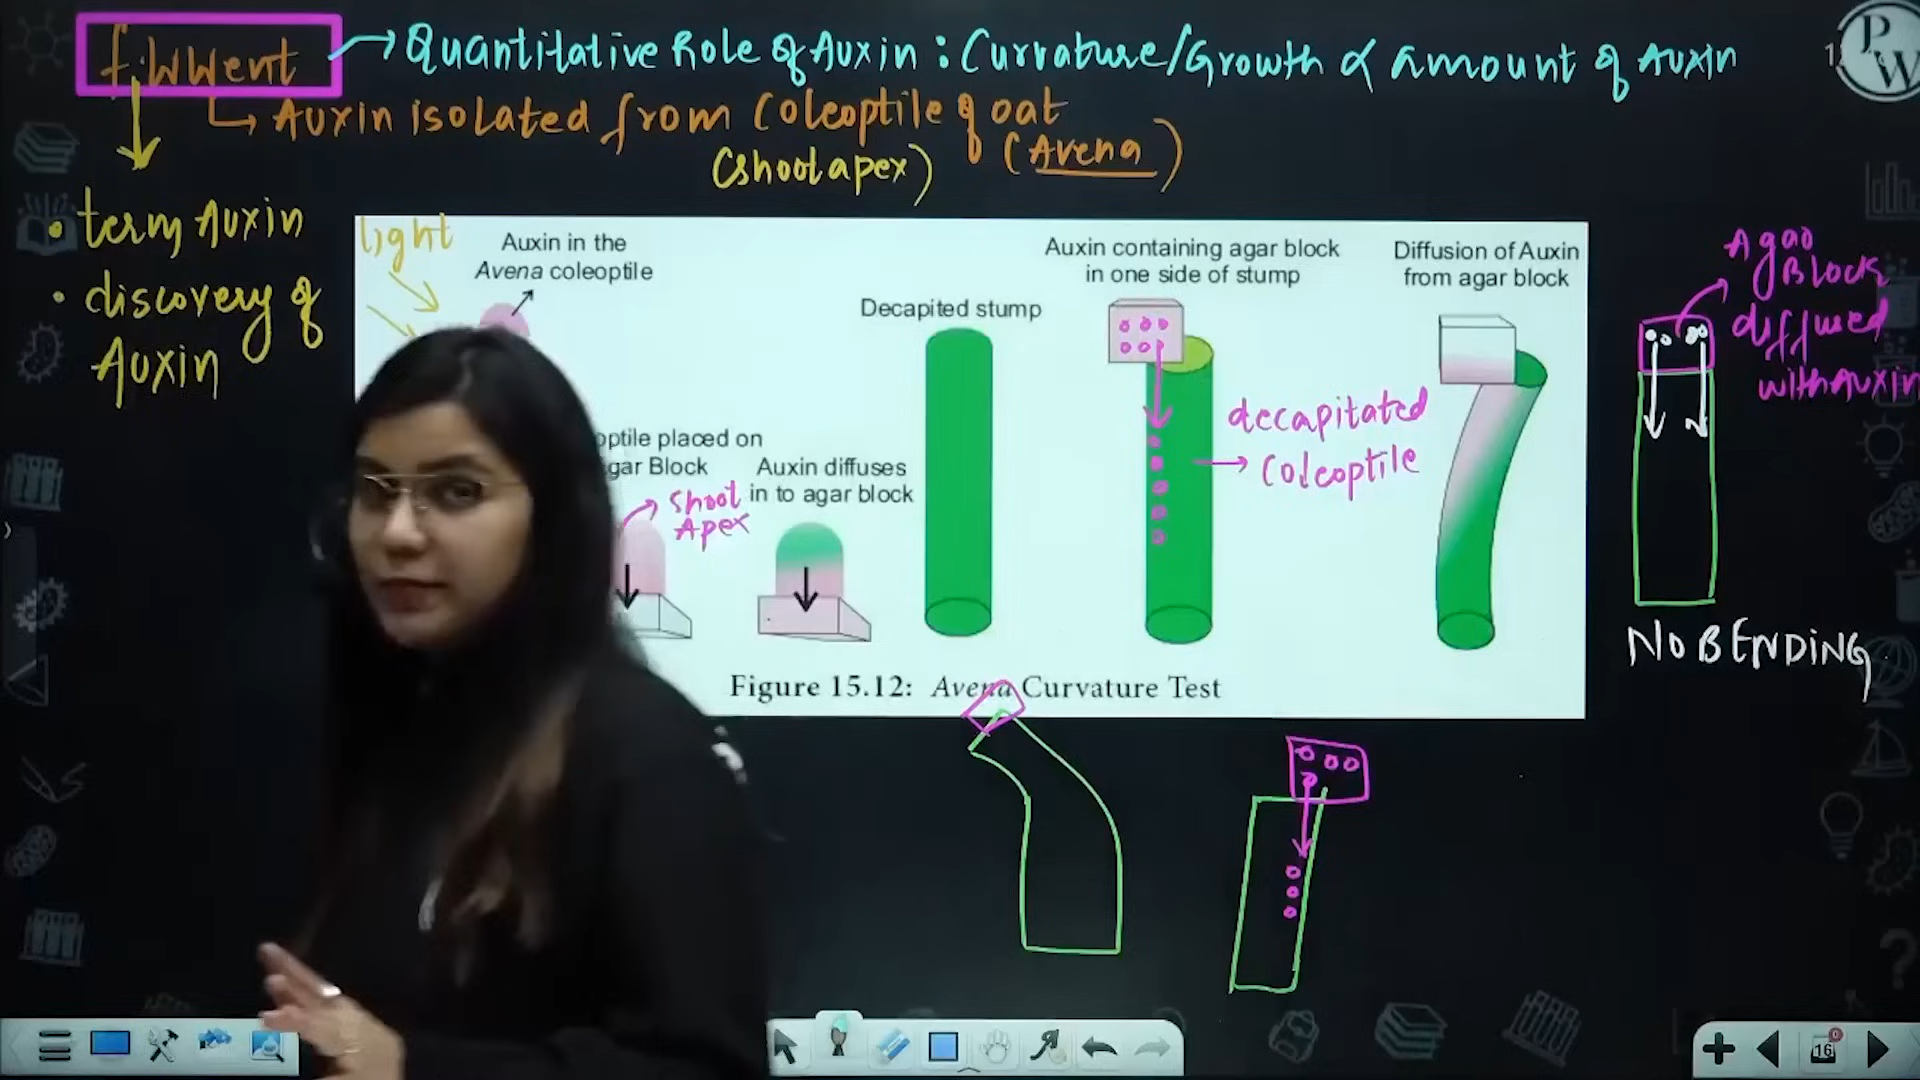 F.W Went → Quantitative Role of Auxin : Curvature/Growth ∝ amount of Auxin
Auxin isolated from Coleoptile of oat
(shoot apex) (Avena)
• term Auxin
• discovery of
Auxin
light
Auxin in the
Avena coleoptile
optile placed on
gar Block
Shoot
Apex
Auxin diffuses
in to agar block
Decapited stump
Auxin containing agar block
in one side of stump
decapitated
Coleoptile
Diffusion of Auxin
from agar block
Agar
Block
diffused
with Auxin
NO BENDING
Figure 15.12: Avena Curvature Test
PW
16